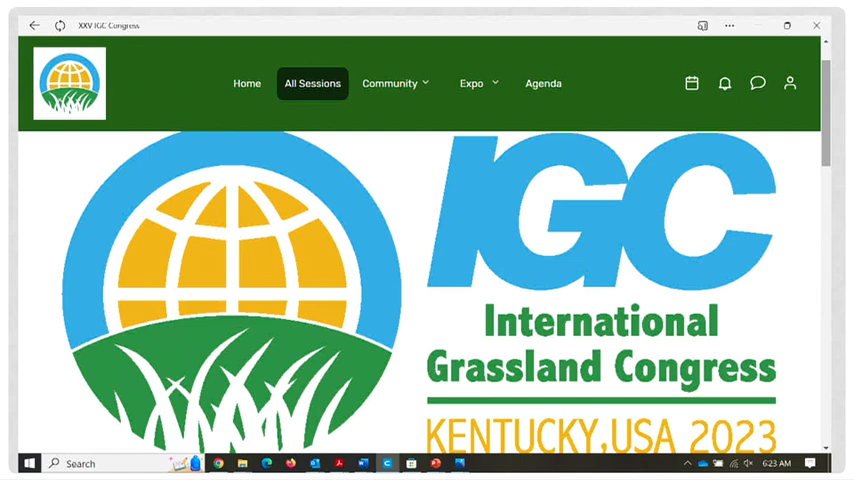 XXV IGC Congress
Home All Sessions Community Expo Agenda
IGC
International
Grassland Congress
KENTUCKY, USA 2023
Search
6:23 AM